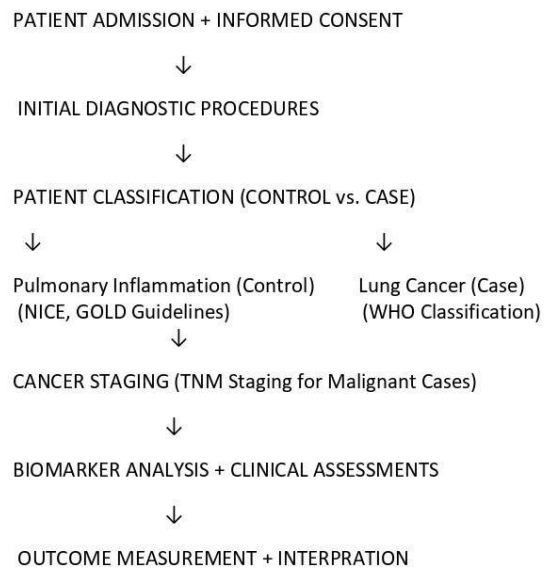 PATIENT ADMISSION + INFORMED CONSENT
↓
INITIAL DIAGNOSTIC PROCEDURES
↓
PATIENT CLASSIFICATION (CONTROL vs. CASE)
↓ ↓
Pulmonary Inflammation (Control) Lung Cancer (Case)
(NICE, GOLD Guidelines) (WHO Classification)
↓
CANCER STAGING (TNM Staging for Malignant Cases)
↓
BIOMARKER ANALYSIS + CLINICAL ASSESSMENTS
↓
OUTCOME MEASUREMENT + INTERPRATION